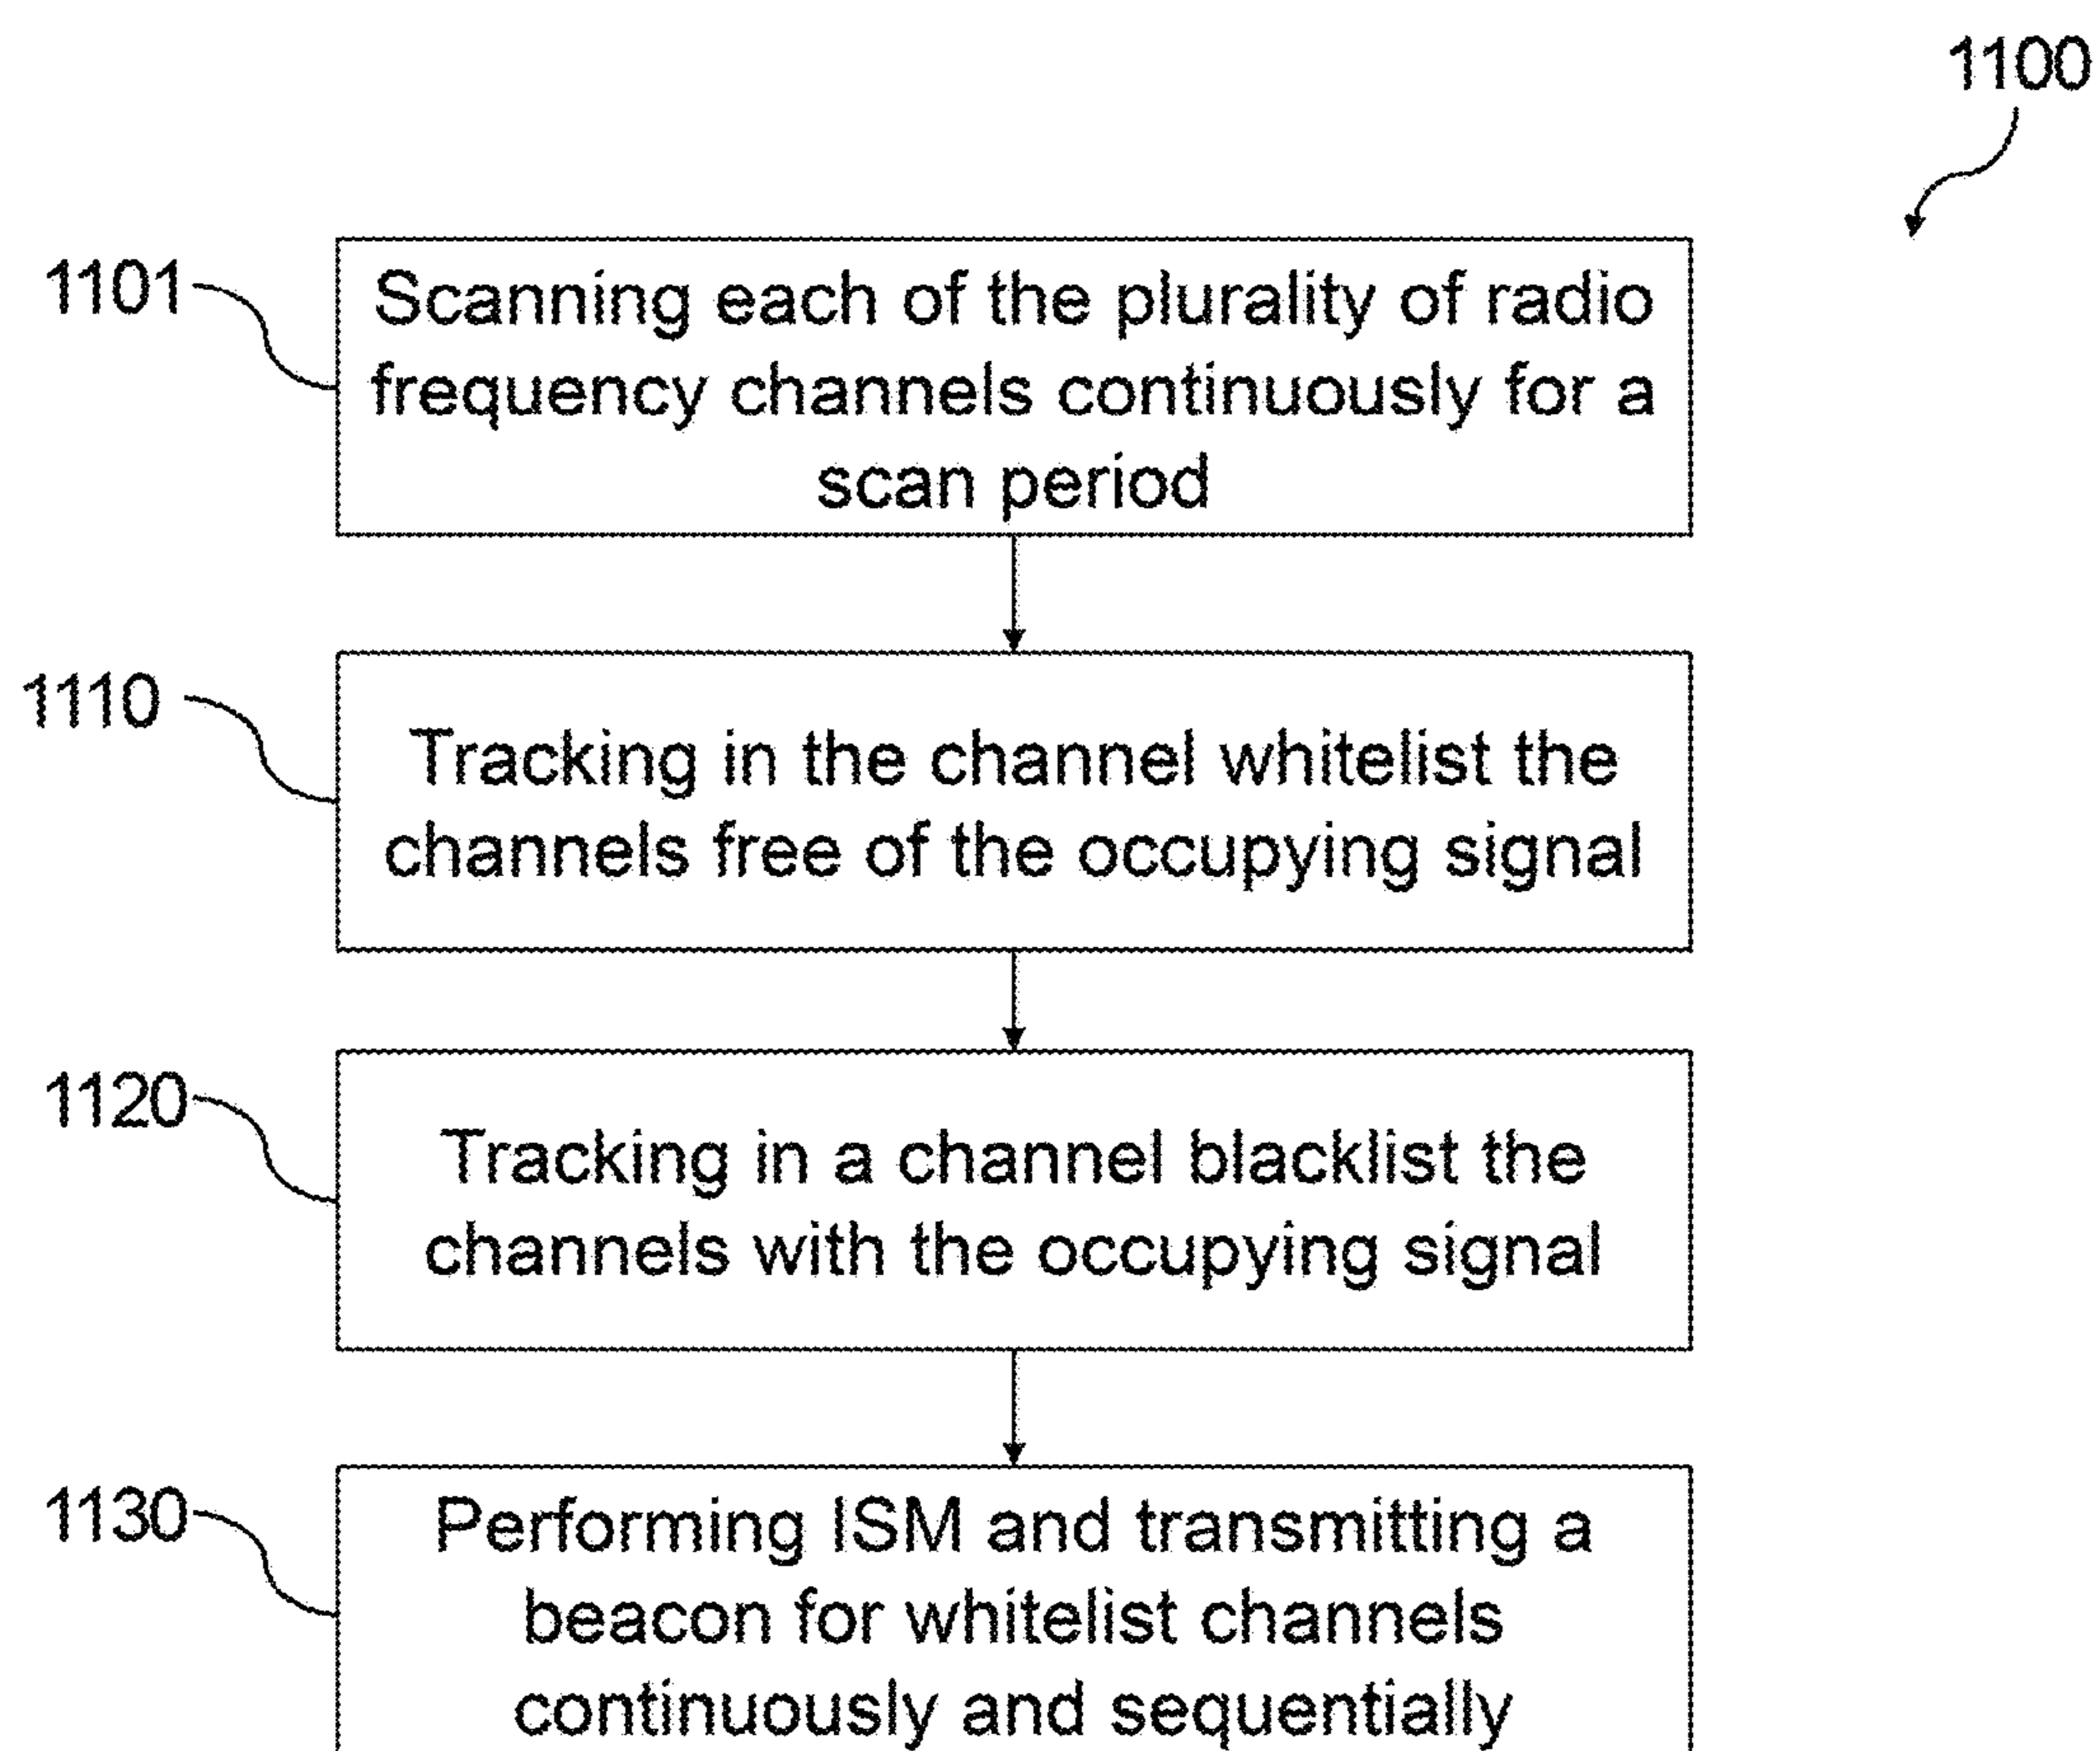 1100
1101
Scanning each of the plurality of radio
frequency channels continuously for a
scan period
1110
Tracking in the channel whitelist the
channels free of the occupying signal
1120
Tracking in a channel blacklist the
channels with the occupying signal
1130
Performing ISM and transmitting a
beacon for whitelist channels
continuously and sequentially